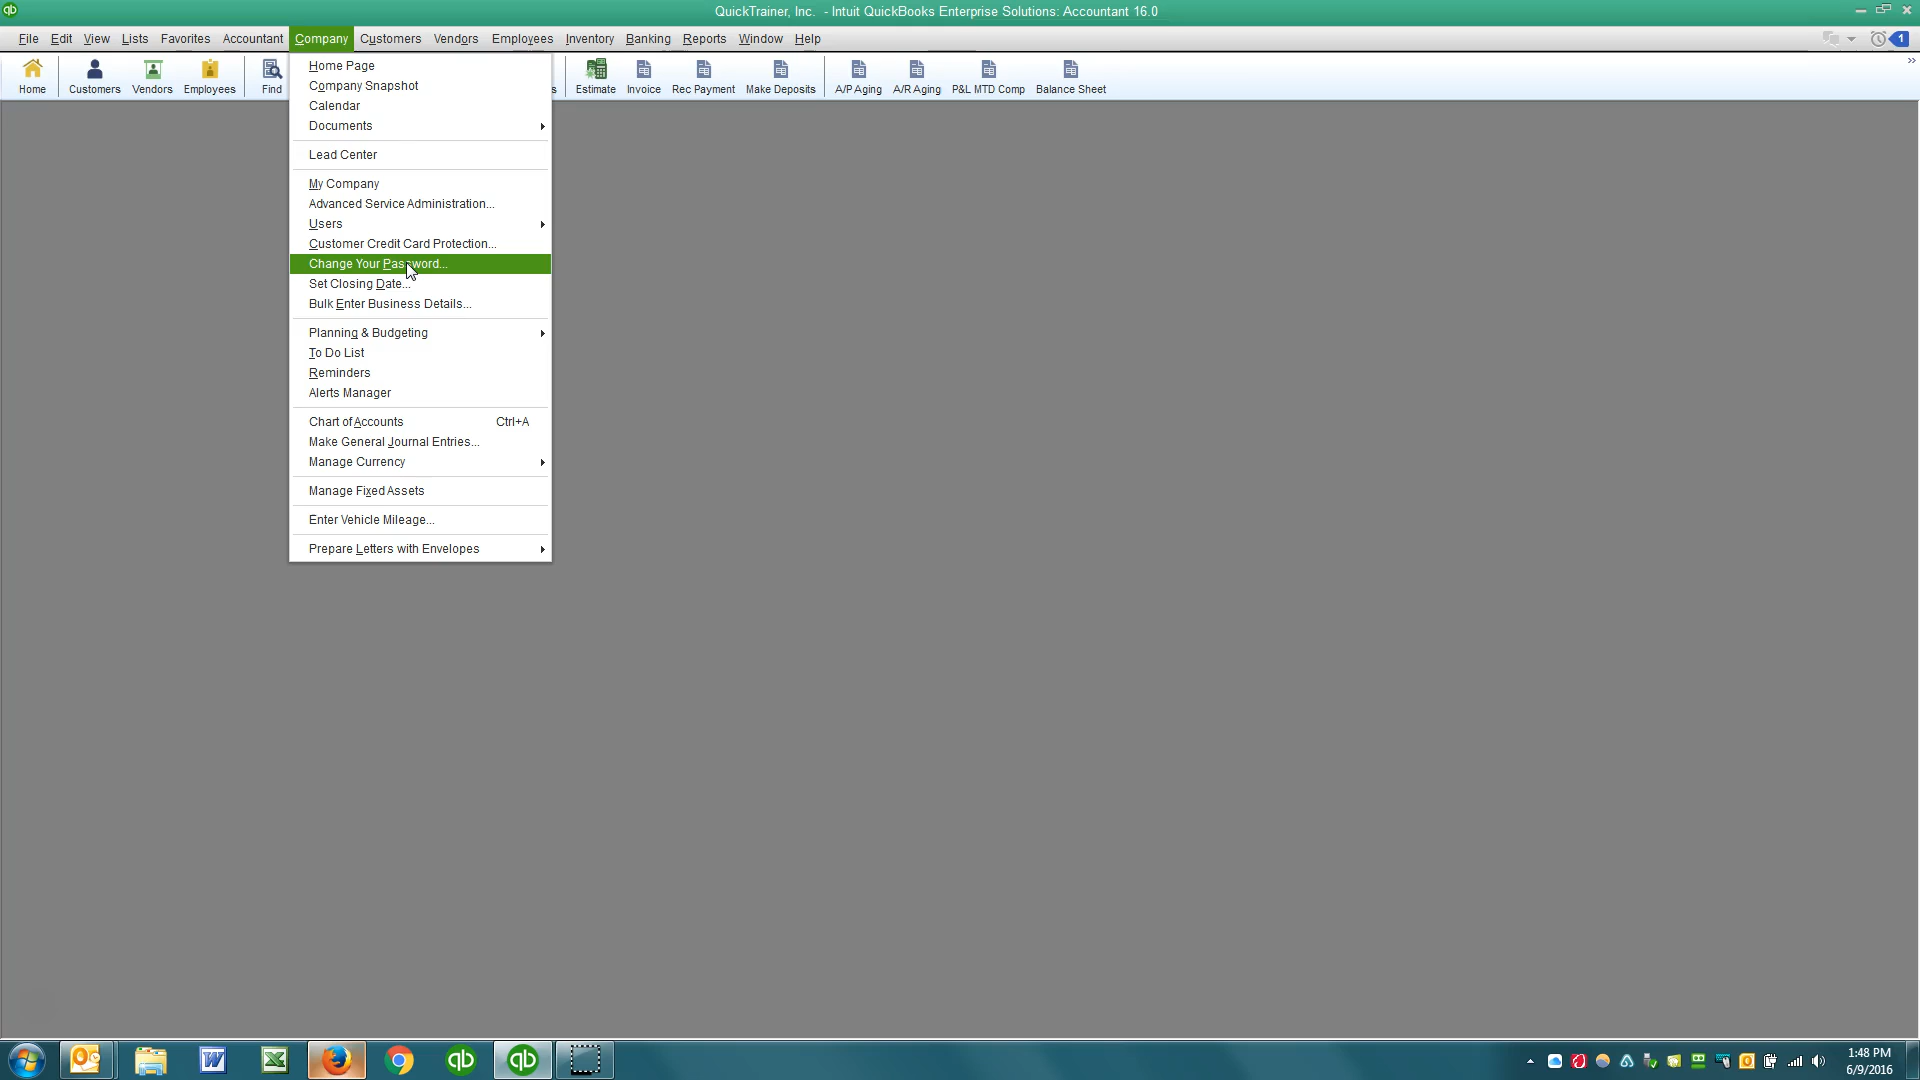 QuickTrainer, Inc. - Intuit QuickBooks Enterprise Solutions: Accountant 16.0
File Edit View Lists Favorites Accountant Company Customers Vendors Employees Inventory Banking Reports Window Help
1
Home Customers Vendors Employees Find s Estimate Invoice Rec Payment Make Deposits A/P Aging A/R Aging P&L MTD Comp Balance Sheet
Home Page
Company Snapshot
Calendar
Documents
Lead Center
My Company
Advanced Service Administration...
Users
Customer Credit Card Protection...
Change Your Password...
Set Closing Date...
Bulk Enter Business Details...
Planning & Budgeting
To Do List
Reminders
Alerts Manager
Chart of Accounts Ctrl+A
Make General Journal Entries...
Manage Currency
Manage Fixed Assets
Enter Vehicle Mileage...
Prepare Letters with Envelopes
1:48 PM
6/9/2016